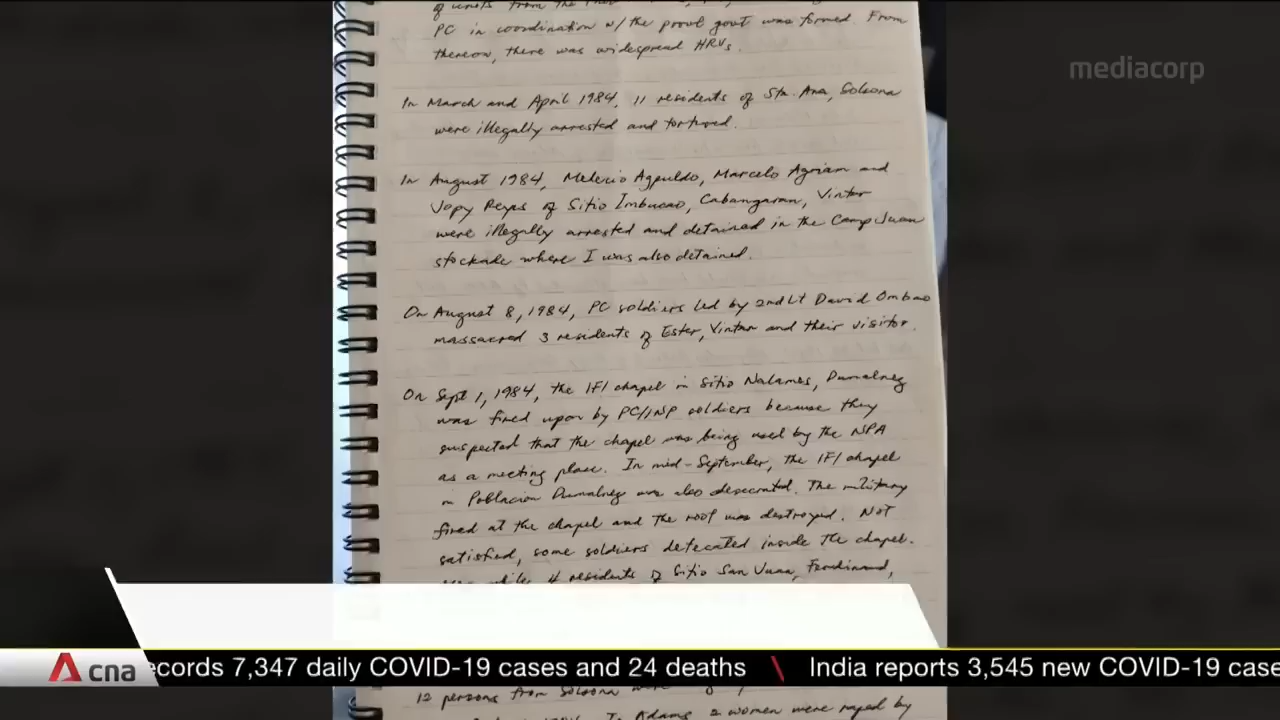 of units from the
PC in coordination w/the provl govt was formed. From
thereon, there was widespread HRVs.
mediacorp
In March and April 1984, 11 residents of Sta. Ana, Solsona
were illegally arrested and tortured.
In August 1984, Melecio Agpuldo, Marcelo Agriam and
Jopy Reyes of Sitio Imbucao, Cabangaran, Vintar
were illegally arrested and detained in the Camp Juan
stockade where I was also detained.
On August 8, 1984, PC soldiers led by 2nd Lt David Ombao
massacred 3 residents of Ester, Vintar and their visitor.
On Sept 1, 1984, the IFI chapel in Sitio Nalames, Dumalneg
was fired upon by PC/INP soldiers because they
suspected that the chapel was being used by the NPA
as a meeting place. In mid-September, the IFI chapel
in Poblacion Dumalneg was also desecrated. The military
fired at the chapel and the roof was destroyed. Not
satisfied, some soldiers defecated inside the chapel.
4 residents of Sitio San Juan, Ferdinand,
cna
ecords 7,347 daily COVID-19 cases and 24 deaths \ India reports 3,545 new COVID-19 case
12 persons from Solsona were
In Adams 2 women were raped by